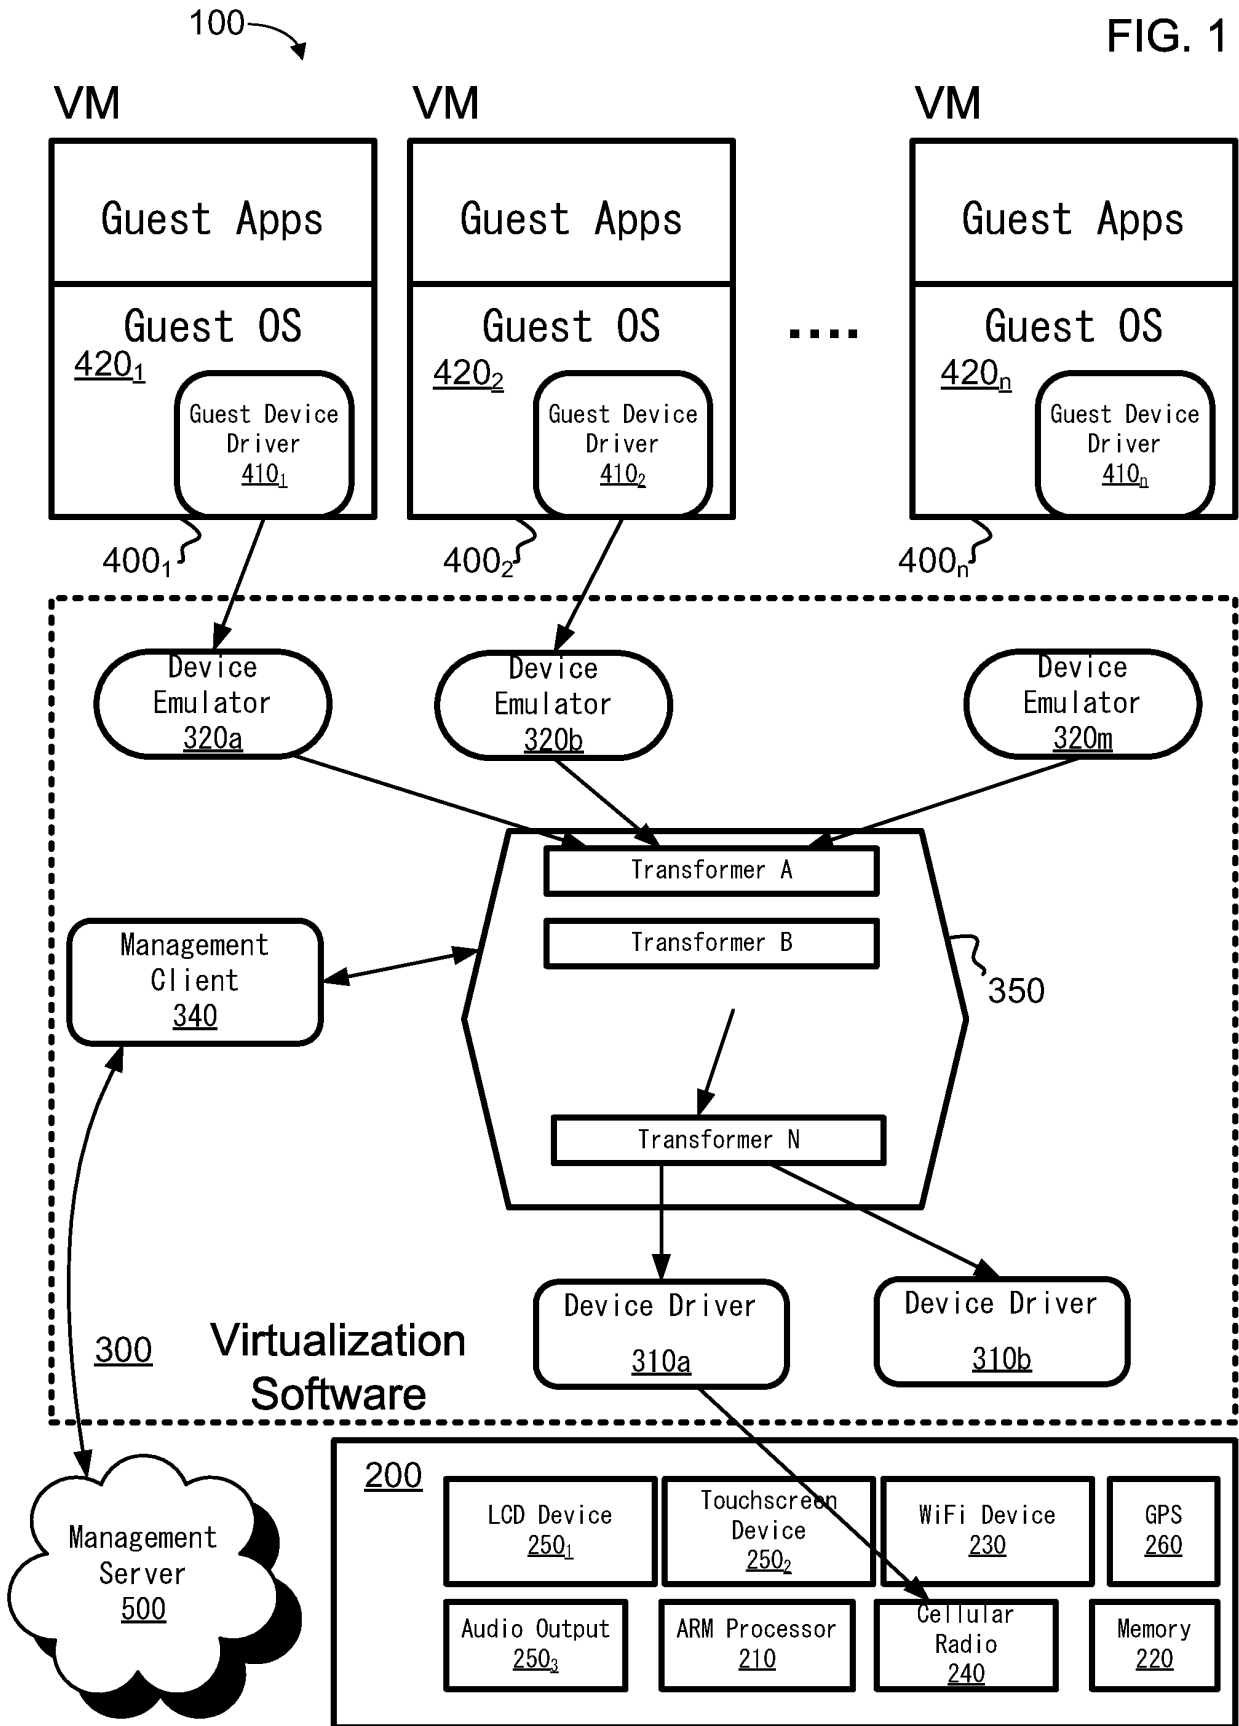 100
FIG. 1
VM
VM
VM
Guest Apps
Guest Apps
Guest Apps
Guest OS
Guest OS
....
Guest OS
420₁
420₂
420ₙ
Guest Device
Driver
410₁
Guest Device
Driver
410₂
Guest Device
Driver
410ₙ
400₁
400₂
400ₙ
Device
Emulator
320a
Device
Emulator
320b
Device
Emulator
320m
Transformer A
Transformer B
Management
Client
340
350
Transformer N
Device Driver
310a
Device Driver
310b
300
Virtualization
Software
200
LCD Device
250₁
Touchscreen
Device
250₂
WiFi Device
230
GPS
260
Management
Server
500
Audio Output
250₃
ARM Processor
210
Cellular
Radio
240
Memory
220